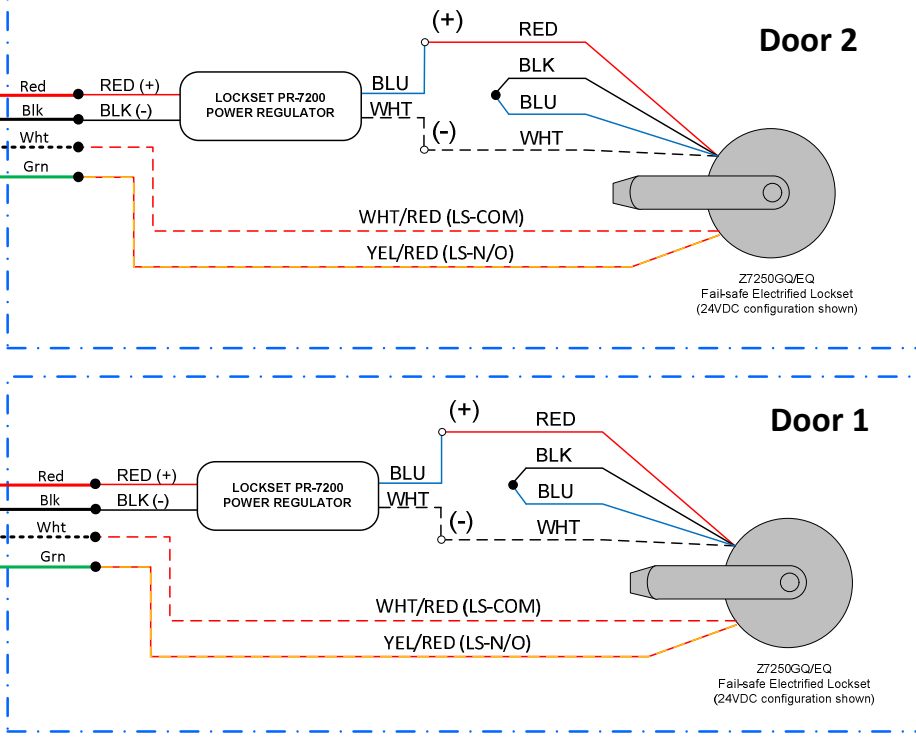 (+)
RED
Door 2
BLK
Red
RED (+)
BLU
LOCKSET PR-7200
POWER REGULATOR
BLU
Blk
BLK (-)
WHT
(-)
WHT
Wht
Grn
WHT/RED (LS-COM)
YEL/RED (LS-N/O)
Z7250GQ/EQ
Fail-safe Electrified Lockset
(24VDC configuration shown)
(+)
RED
Door 1
BLK
Red
RED (+)
BLU
LOCKSET PR-7200
POWER REGULATOR
BLU
Blk
BLK (-)
WHT
(-)
WHT
Wht
Grn
WHT/RED (LS-COM)
YEL/RED (LS-N/O)
Z7250GQ/EQ
Fail-safe Electrified Lockset
(24VDC configuration shown)